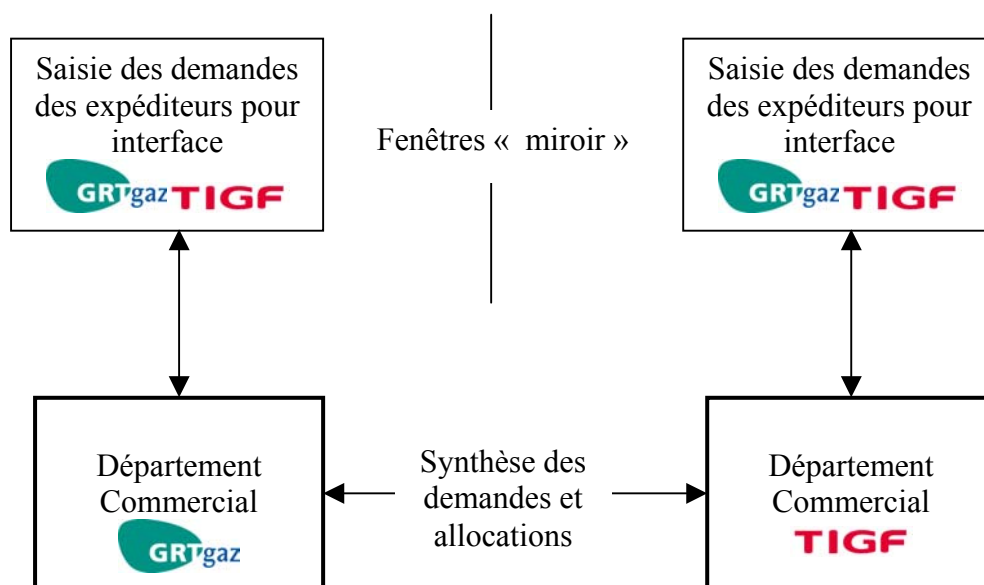 Saisie des demandes
des expéditeurs pour
interface
GRTgaz TIGF
Fenêtres « miroir »
Saisie des demandes
des expéditeurs pour
interface
GRTgaz TIGF
Département
Commercial
GRTgaz
Synthèse des
demandes et
allocations
Département
Commercial
TIGF